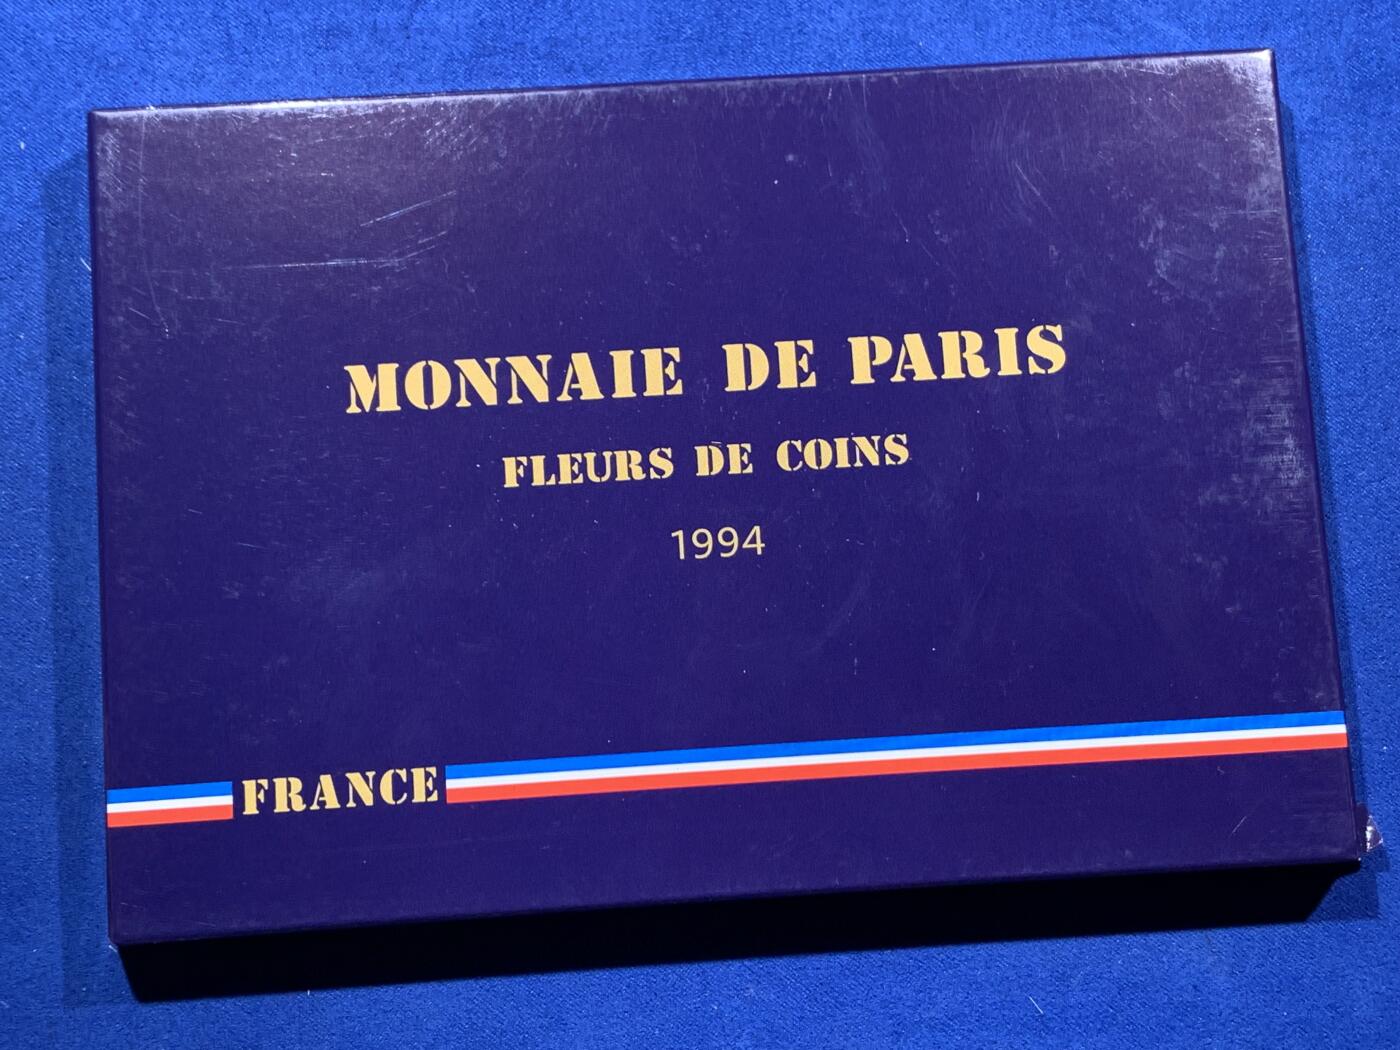 MONNAIE DE PARIS
FLEURS DE COINS
1994
FRANCE